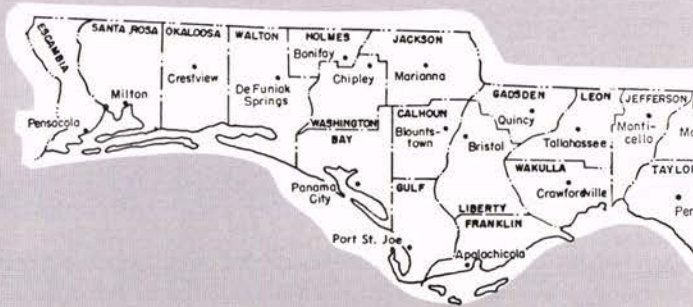 ESCAMBIA
SANTA ROSA
OKALOOSA
WALTON
HOLMES
JACKSON
Bonifay
Crestview
Chipley
Marianna
De Funiak
Springs
Milton
Pensacola
GADSDEN
LEON
JEFFERSON
Quincy
Monti-
cello
Tallahassee
WASHINGTON
CALHOUN
Blounts-
town
Bristol
BAY
WAKULLA
TAYLOR
Crawfordville
Panama
City
GULF
LIBERTY
FRANKLIN
Port St. Joe
Apalachicola